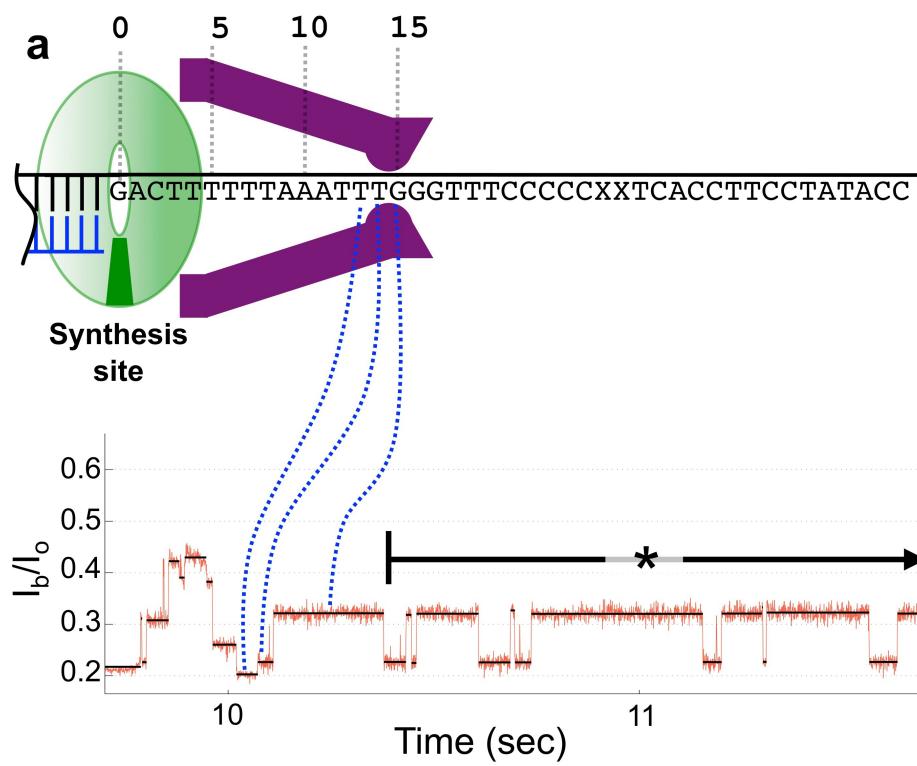 a
0 5 10 15
GACTTTTTTAAATTTGGGTTTCCCCCXXTCACCTTCCTATACC
Synthesis
site
0.6
0.5
0.4
0.3
0.2
Ib/Io
*
10 11
Time (sec)